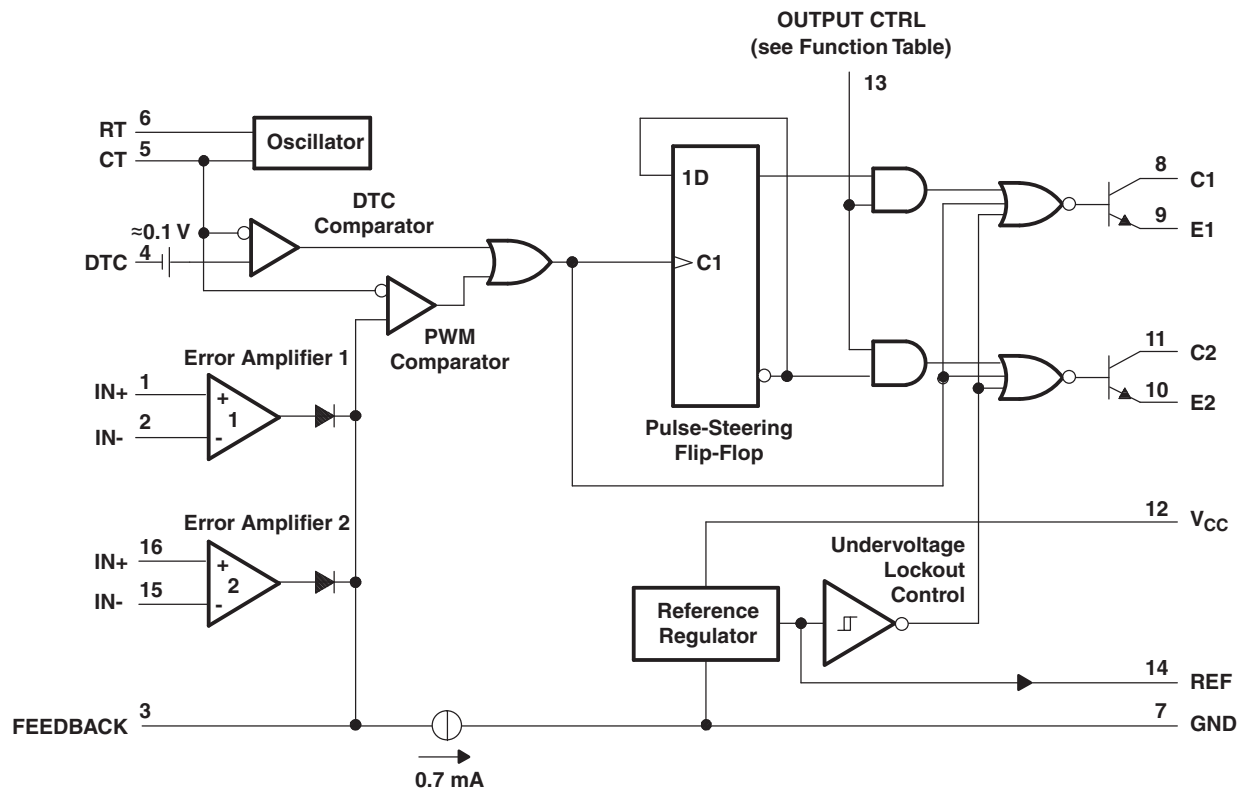 OUTPUT CTRL
(see Function Table)
13
RT 6
CT 5
Oscillator
DTC
Comparator
≈0.1 V
DTC 4
PWM
Comparator
1D
C1
Pulse-Steering
Flip-Flop
8 C1
9 E1
11 C2
10 E2
Error Amplifier 1
IN+ 1
+
1
IN- 2
-
Error Amplifier 2
IN+ 16
+
2
IN- 15
-
12 VCC
Undervoltage
Lockout
Control
Reference
Regulator
14 REF
7 GND
FEEDBACK 3
0.7 mA